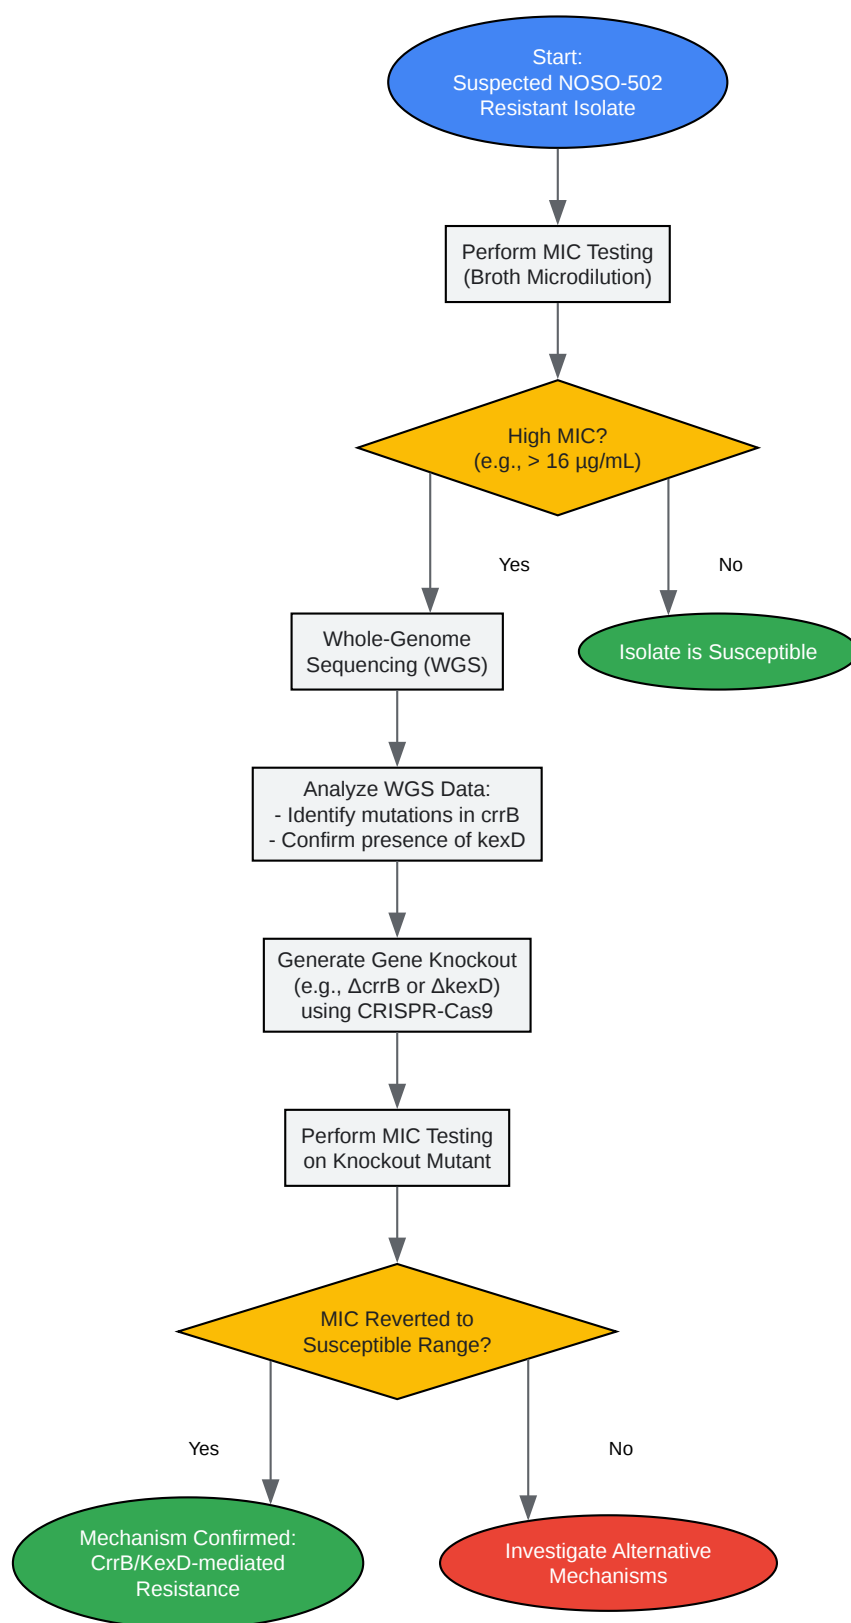 Start:
Suspected NOSO-502
Resistant Isolate
Perform MIC Testing
(Broth Microdilution)
High MIC?
(e.g., > 16 µg/mL)
Yes
No
Whole-Genome
Sequencing (WGS)
Isolate is Susceptible
Analyze WGS Data:
- Identify mutations in crrB
- Confirm presence of kexD
Generate Gene Knockout
(e.g., ΔcrrB or ΔkexD)
using CRISPR-Cas9
Perform MIC Testing
on Knockout Mutant
MIC Reverted to
Susceptible Range?
Yes
No
Mechanism Confirmed:
CrrB/KexD-mediated
Resistance
Investigate Alternative
Mechanisms